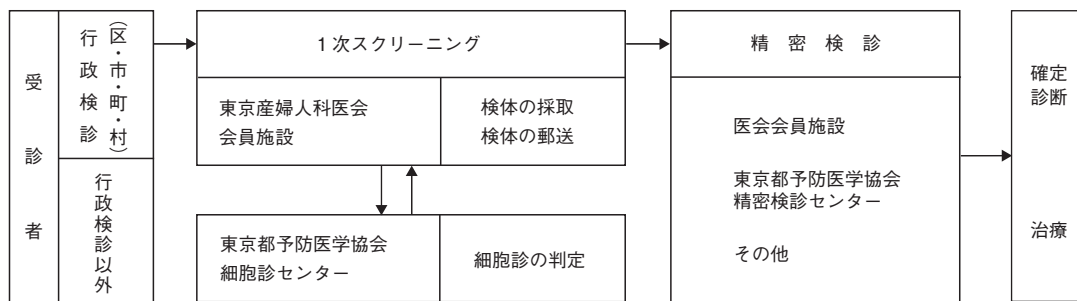 受診者
行政検診
（区・市・町・村）
行政検診以外
1次スクリーニング
東京産婦人科医会
会員施設
検体の採取
検体の郵送
東京都予防医学協会
細胞診センター
細胞診の判定
精密検診
医会会員施設
東京都予防医学協会
精密検診センター
その他
確定
診断
治療